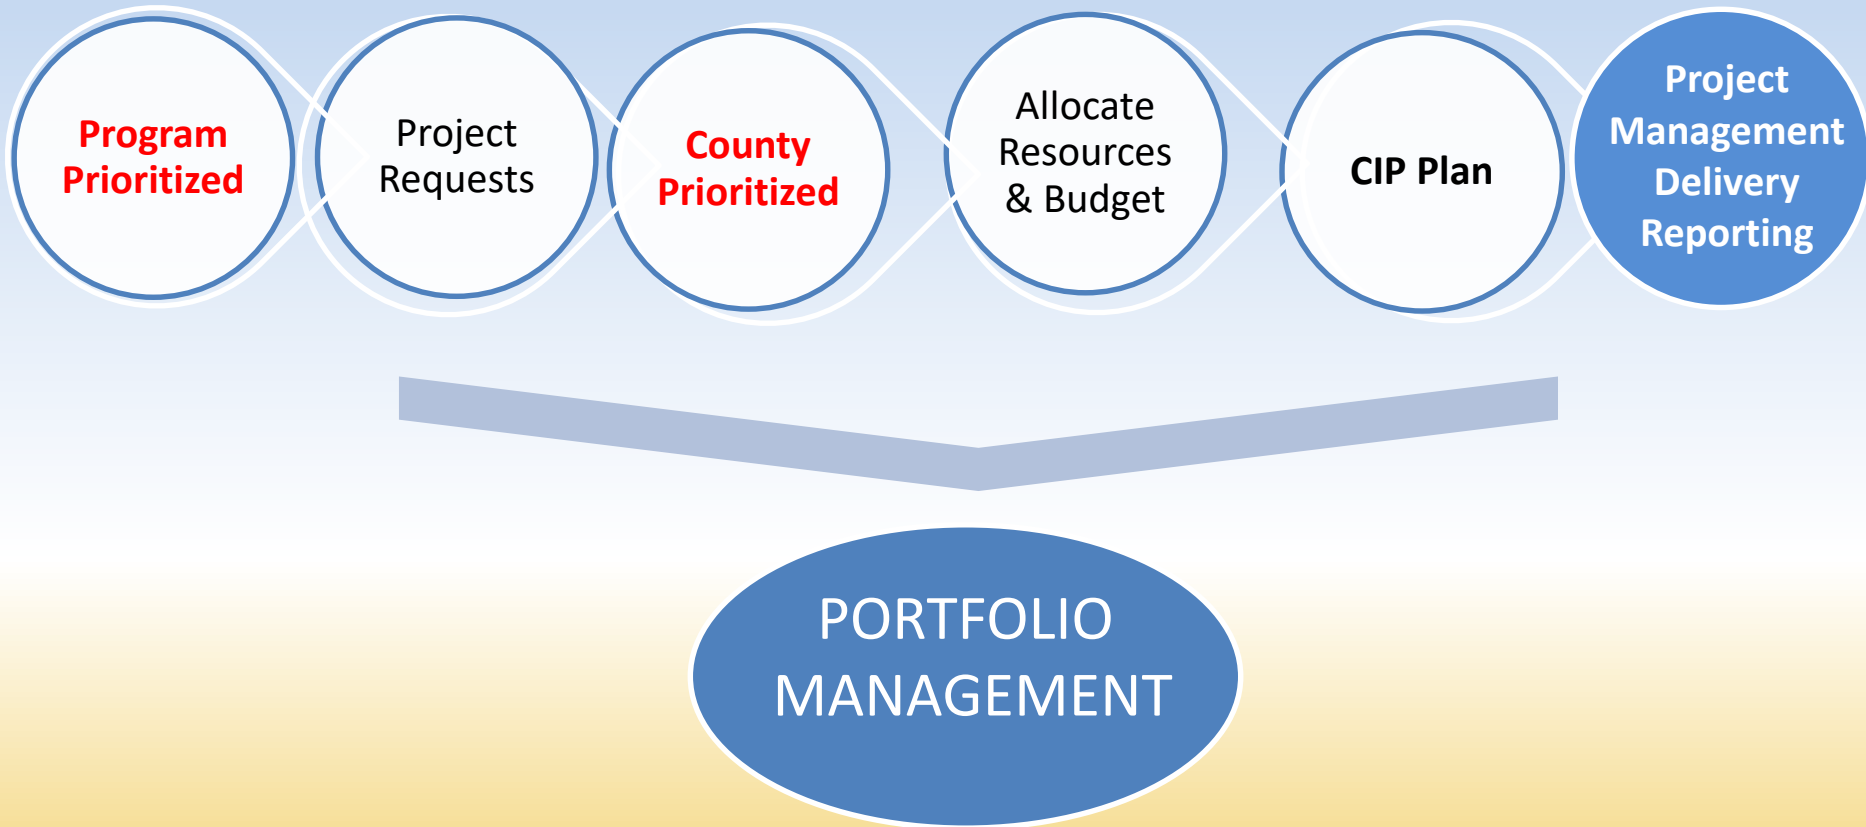 Program
Prioritized
Project
Requests
County
Prioritized
Allocate
Resources
& Budget
CIP Plan
Project
Management
Delivery
Reporting
PORTFOLIO
MANAGEMENT